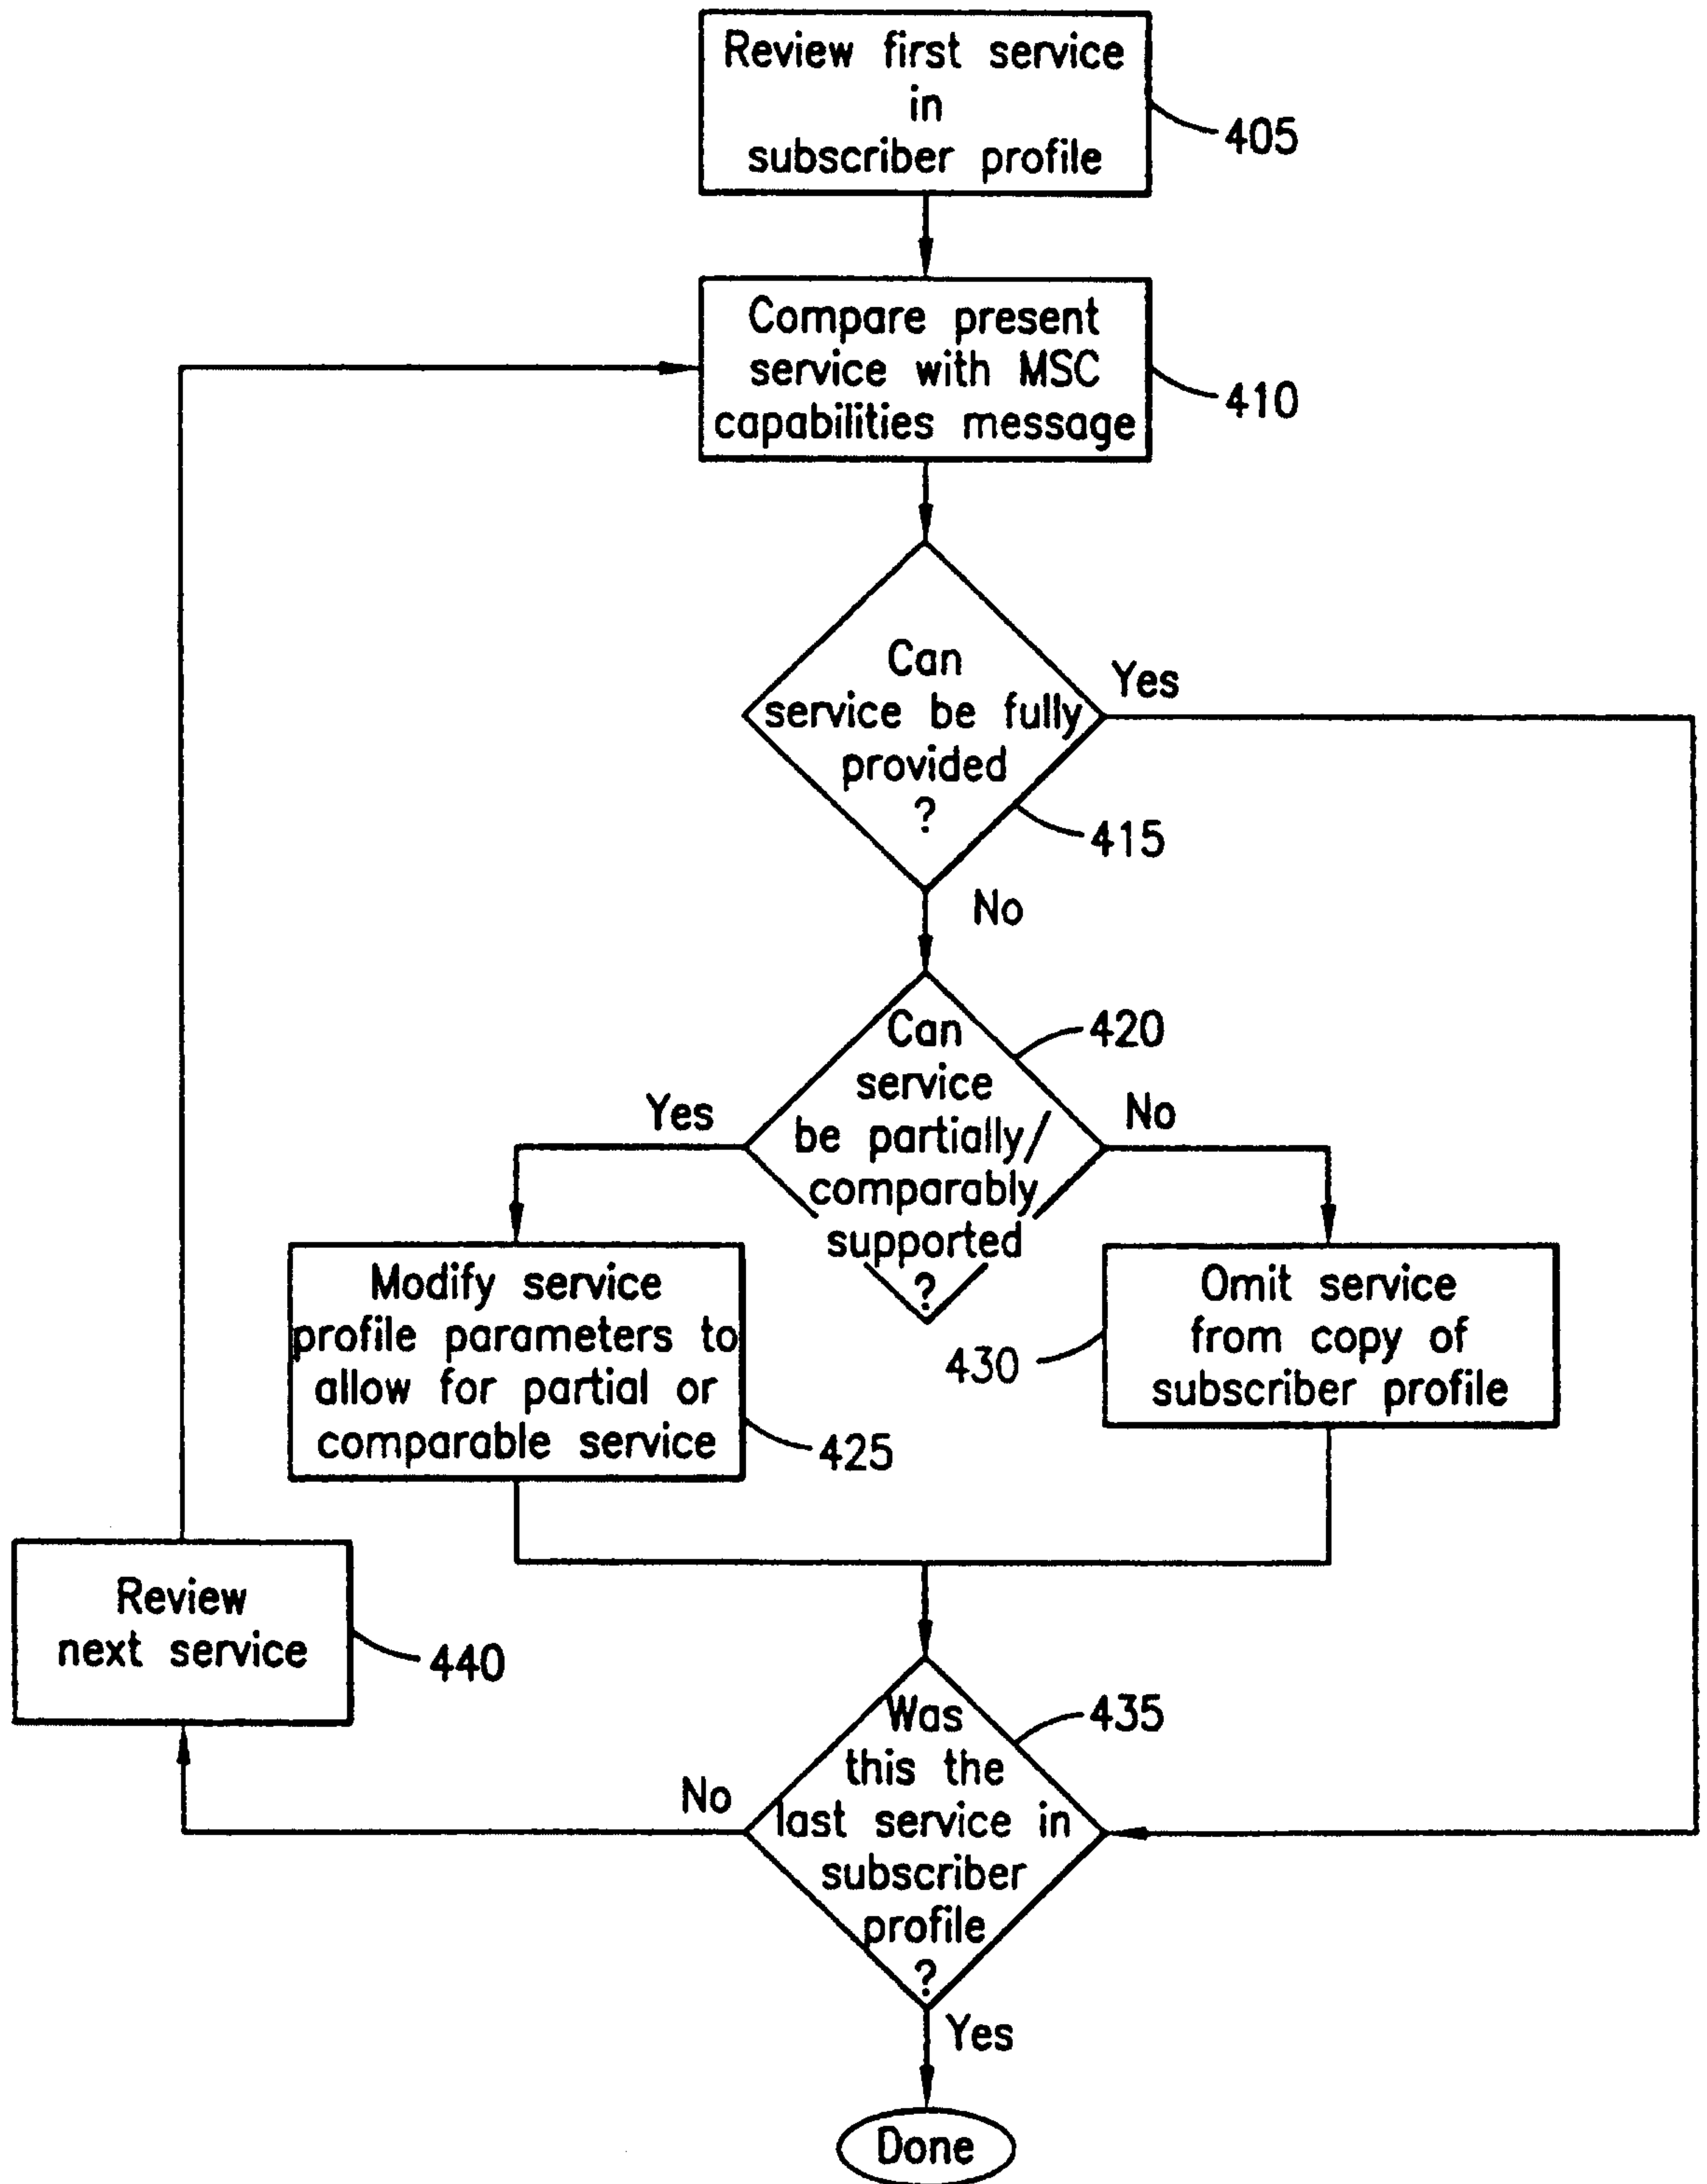 Review first service
in
subscriber profile
405
Compare present
service with MSC
capabilities message
410
Can
service be fully
provided
?
Yes
415
No
Can
service
be partially/
comparably
supported
?
420
Yes
No
Modify service
profile parameters to
allow for partial or
comparable service
425
Omit service
from copy of
subscriber profile
430
Review
next service
440
Was
this the
last service in
subscriber
profile
?
435
No
Yes
Done